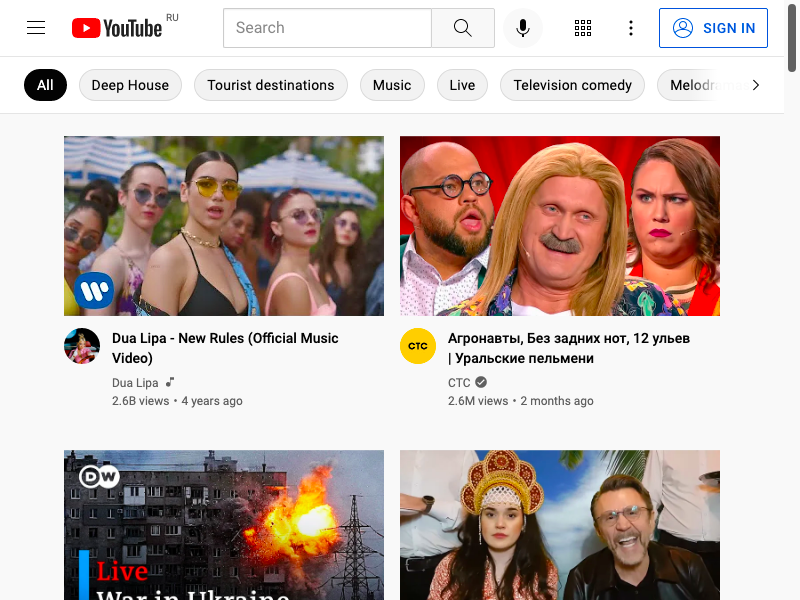 YouTube RU
Search
SIGN IN
All
Deep House
Tourist destinations
Music
Live
Television comedy
Dua Lipa - New Rules (Official Music
Video)
Dua Lipa
2.6B views • 4 years ago
СТС
Агронавты, Без задних нот, 12 ульев
| Уральские пельмени
СТС
2.6M views • 2 months ago
DW
Live
War in Ukraine